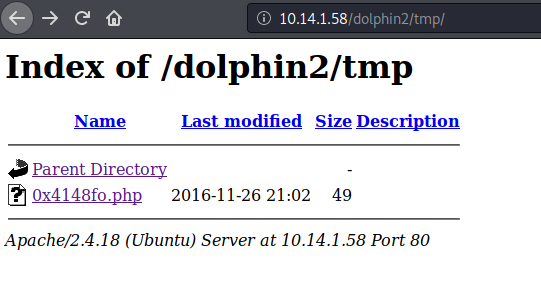 10.14.1.58/dolphin2/tmp/
Index of /dolphin2/tmp
Name Last modified Size Description
Parent Directory -
0x4148fo.php 2016-11-26 21:02 49
Apache/2.4.18 (Ubuntu) Server at 10.14.1.58 Port 80